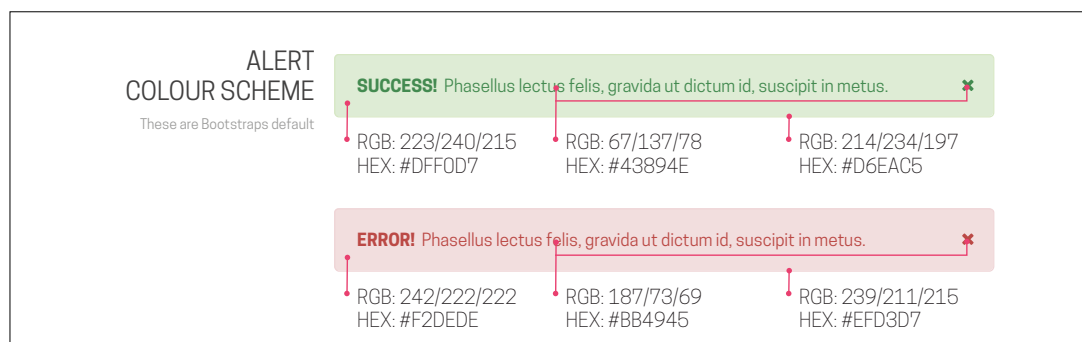 ALERT
COLOUR SCHEME
These are Bootstraps default
SUCCESS! Phasellus lectus felis, gravida ut dictum id, suscipit in metus.
RGB: 223/240/215
HEX: #DFF0D7
RGB: 67/137/78
HEX: #43894E
RGB: 214/234/197
HEX: #D6EAC5
ERROR! Phasellus lectus felis, gravida ut dictum id, suscipit in metus.
RGB: 242/222/222
HEX: #F2DEDE
RGB: 187/73/69
HEX: #BB4945
RGB: 239/211/215
HEX: #EFD3D7